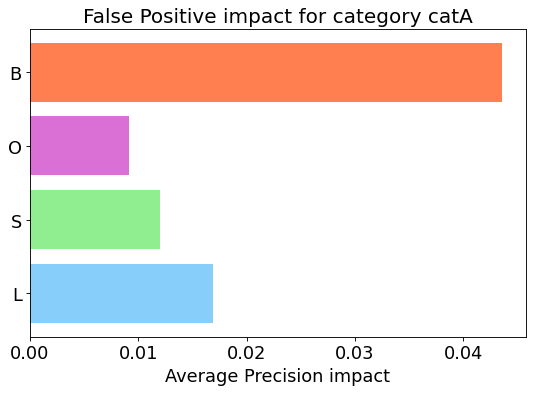 False Positive impact for category catA
B
O
S
L
0.00 0.01 0.02 0.03 0.04
Average Precision impact